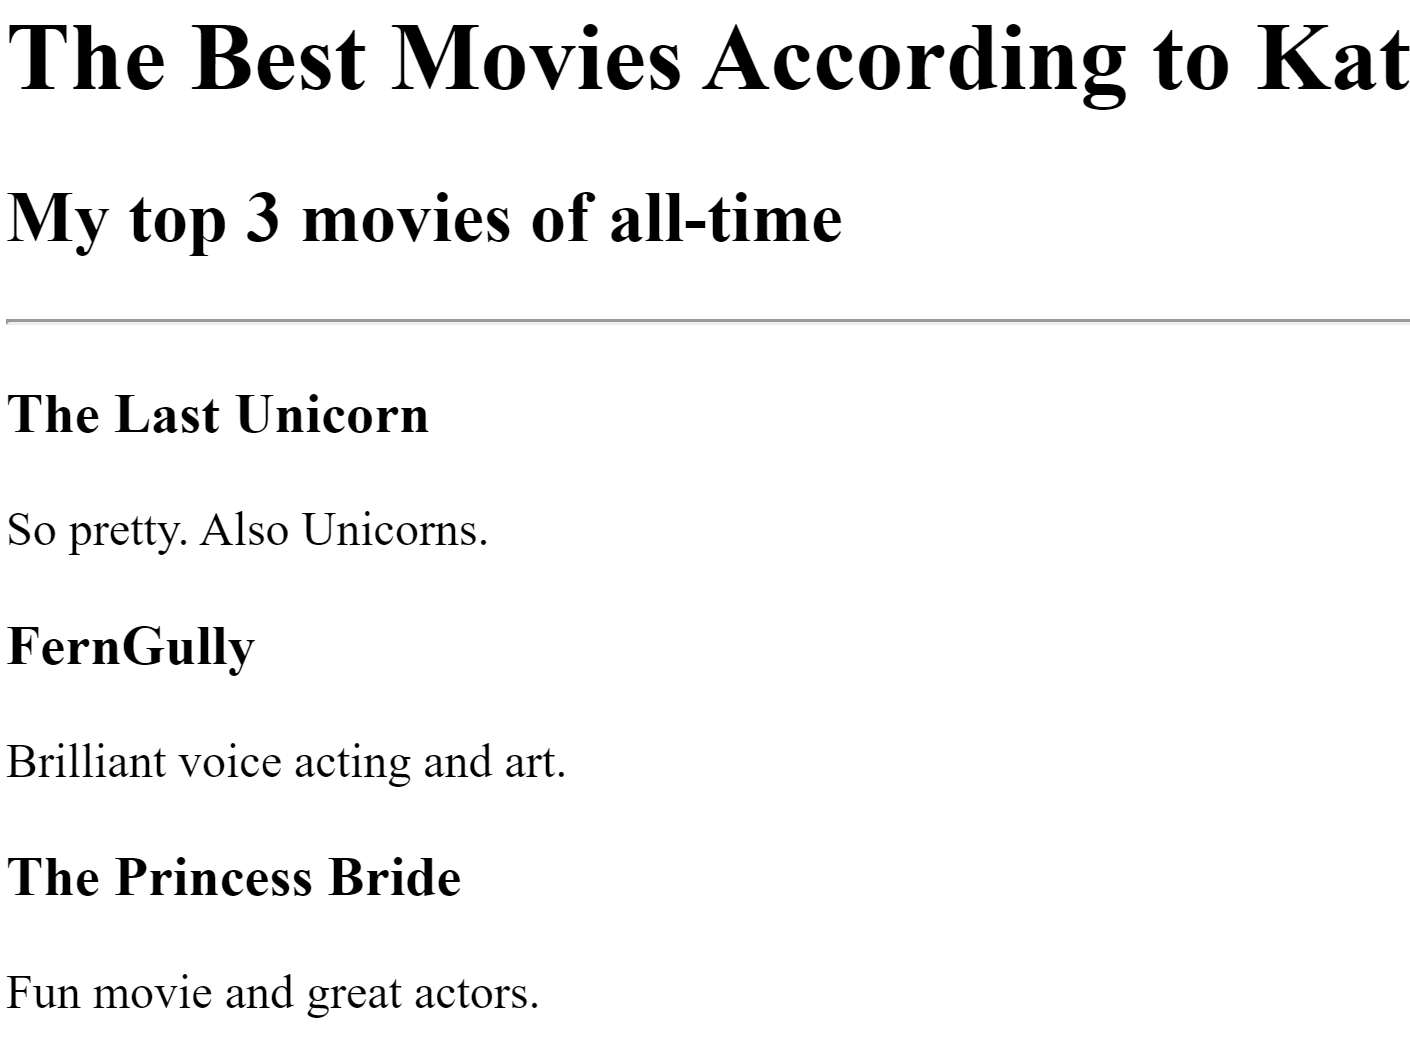 The Best Movies According to Kat
My top 3 movies of all-time
The Last Unicorn
So pretty. Also Unicorns.
FernGully
Brilliant voice acting and art.
The Princess Bride
Fun movie and great actors.